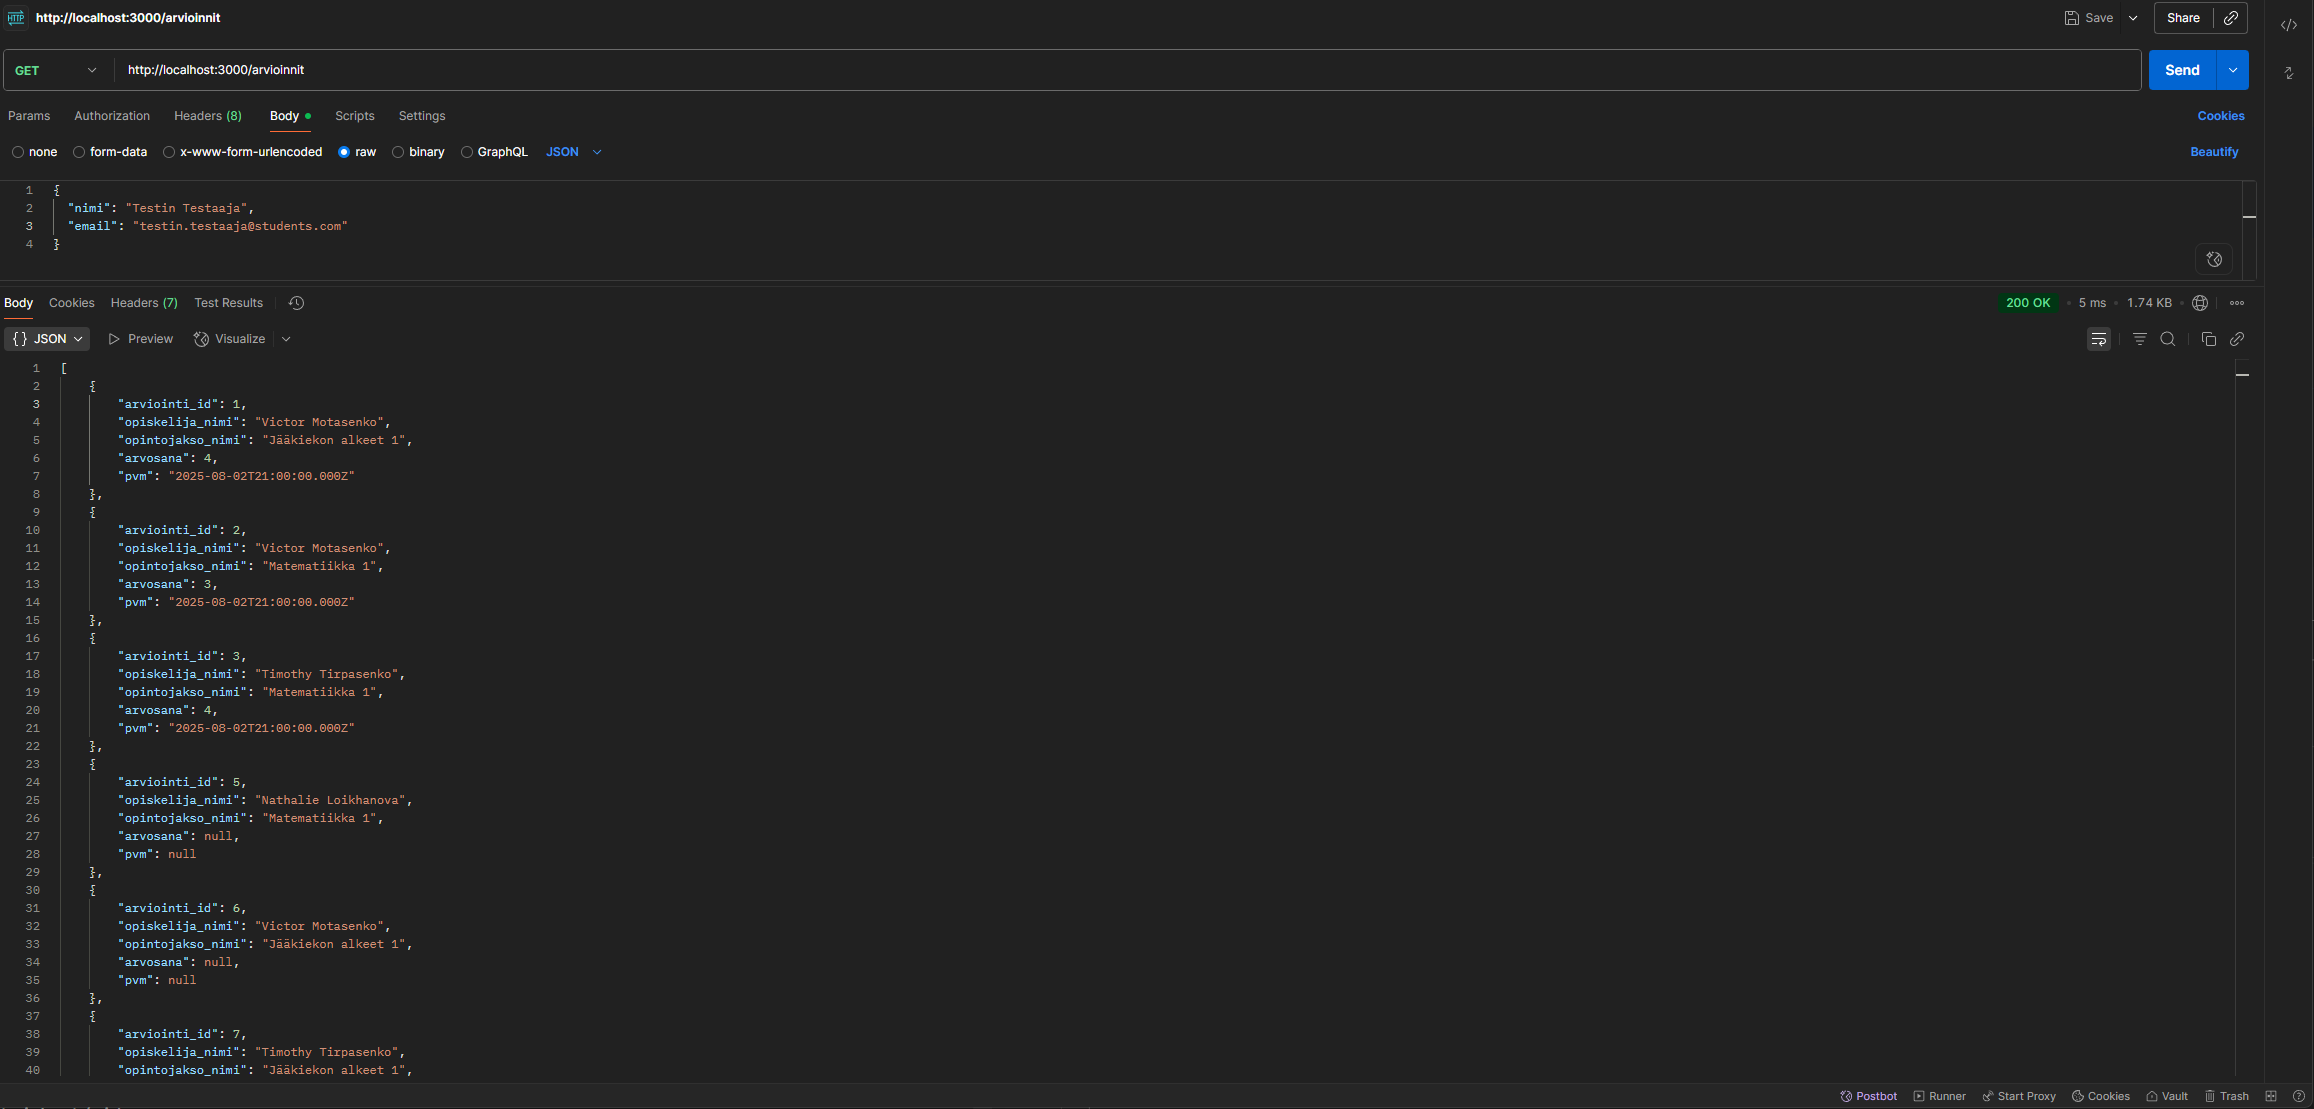 HTTP http://localhost:3000/arvioinnit Save Share
GET http://localhost:3000/arvioinnit Send
Params Authorization Headers (8) Body Scripts Settings Cookies
none form-data x-www-form-urlencoded raw binary GraphQL JSON Beautify
1 {
2 "nimi": "Testin Testaaja",
3 "email": "testin.testaaja@students.com"
4 }
Body Cookies Headers (7) Test Results 200 OK 5 ms 1.74 KB
{} JSON Preview Visualize
1 [
2 {
3 "arviointi_id": 1,
4 "opiskelija_nimi": "Victor Motasenko",
5 "opintojakso_nimi": "Jääkiekon alkeet 1",
6 "arvosana": 4,
7 "pvm": "2025-08-02T21:00:00.000Z"
8 },
9 {
10 "arviointi_id": 2,
11 "opiskelija_nimi": "Victor Motasenko",
12 "opintojakso_nimi": "Matematiikka 1",
13 "arvosana": 3,
14 "pvm": "2025-08-02T21:00:00.000Z"
15 },
16 {
17 "arviointi_id": 3,
18 "opiskelija_nimi": "Timothy Tirpasenko",
19 "opintojakso_nimi": "Matematiikka 1",
20 "arvosana": 4,
21 "pvm": "2025-08-02T21:00:00.000Z"
22 },
23 {
24 "arviointi_id": 5,
25 "opiskelija_nimi": "Nathalie Loikhanova",
26 "opintojakso_nimi": "Matematiikka 1",
27 "arvosana": null,
28 "pvm": null
29 },
30 {
31 "arviointi_id": 6,
32 "opiskelija_nimi": "Victor Motasenko",
33 "opintojakso_nimi": "Jääkiekon alkeet 1",
34 "arvosana": null,
35 "pvm": null
36 },
37 {
38 "arviointi_id": 7,
39 "opiskelija_nimi": "Timothy Tirpasenko",
40 "opintojakso_nimi": "Jääkiekon alkeet 1",
Postbot Runner Start Proxy Cookies Vault Trash